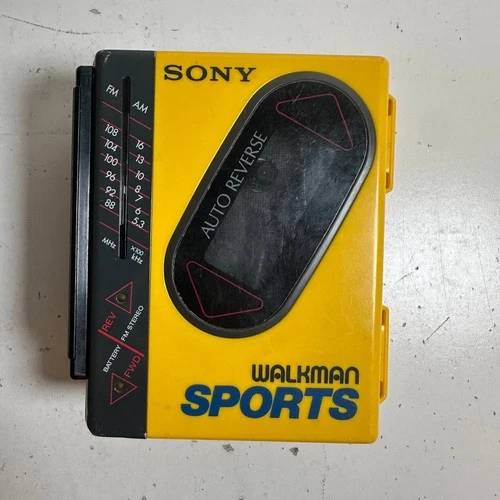 SONY
FM AM
108 16
104 13
100 10
96 8
92 7
88 6
5.3
MHz X100 kHz
AUTO REVERSE
REV
BATTERY FM STEREO
FWD
WALKMAN
SPORTS